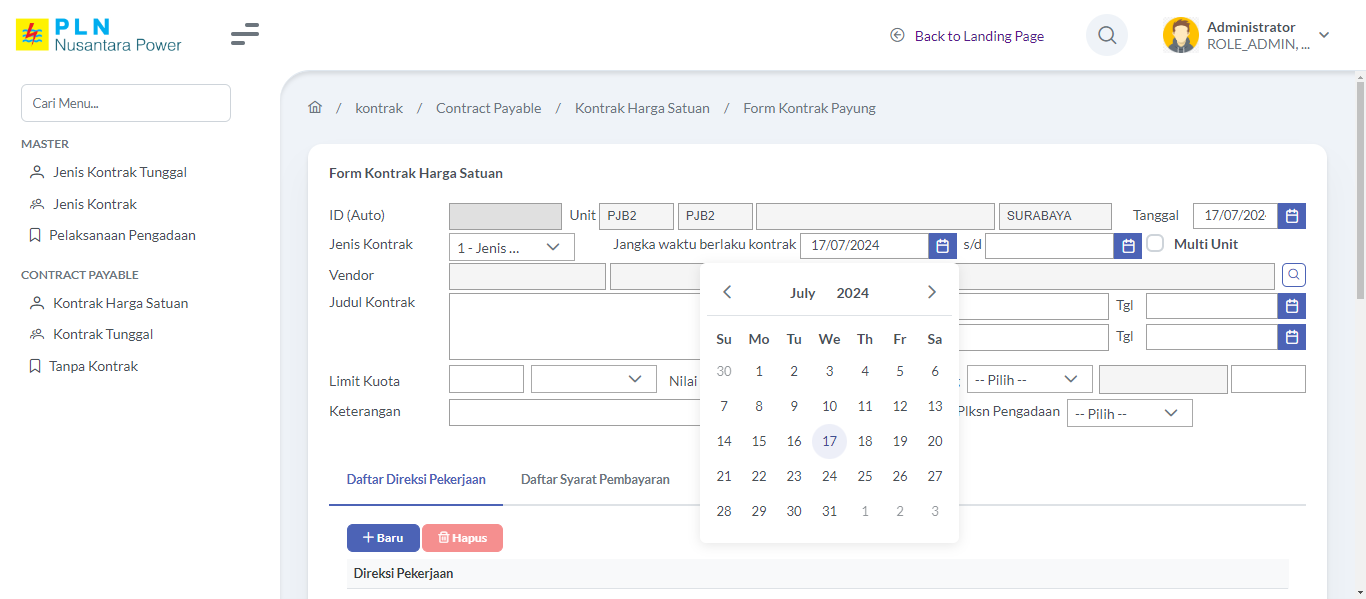 PLN
Nusantara Power
Back to Landing Page
Administrator
ROLE_ADMIN, ...
Cari Menu...
MASTER
Jenis Kontrak Tunggal
Jenis Kontrak
Pelaksanaan Pengadaan
CONTRACT PAYABLE
Kontrak Harga Satuan
Kontrak Tunggal
Tanpa Kontrak
/ kontrak / Contract Payable / Kontrak Harga Satuan / Form Kontrak Payung
Form Kontrak Harga Satuan
ID (Auto) Unit PJB2 PJB2 SURABAYA Tanggal 17/07/202
Jenis Kontrak 1 - Jenis ... Jangka waktu berlaku kontrak 17/07/2024 s/d Multi Unit
Vendor
Judul Kontrak Tgl
Tgl
Limit Kuota Nilai -- Pilih --
Keterangan Plksn Pengadaan -- Pilih --
July 2024
Su Mo Tu We Th Fr Sa
30 1 2 3 4 5 6
7 8 9 10 11 12 13
14 15 16 17 18 19 20
21 22 23 24 25 26 27
28 29 30 31 1 2 3
Daftar Direksi Pekerjaan Daftar Syarat Pembayaran
+ Baru Hapus
Direksi Pekerjaan